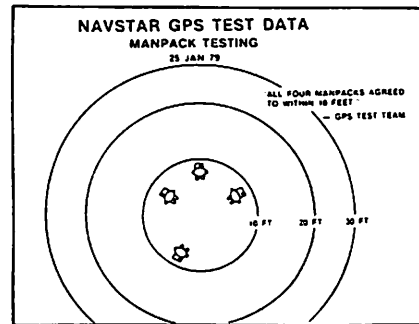 NAVSTAR GPS TEST DATA
MANPACK TESTING
25 JAN 79
"ALL FOUR MANPACKS AGREED
TO WITHIN 10 FEET"
— GPS TEST TEAM
10 FT
20 FT
30 FT